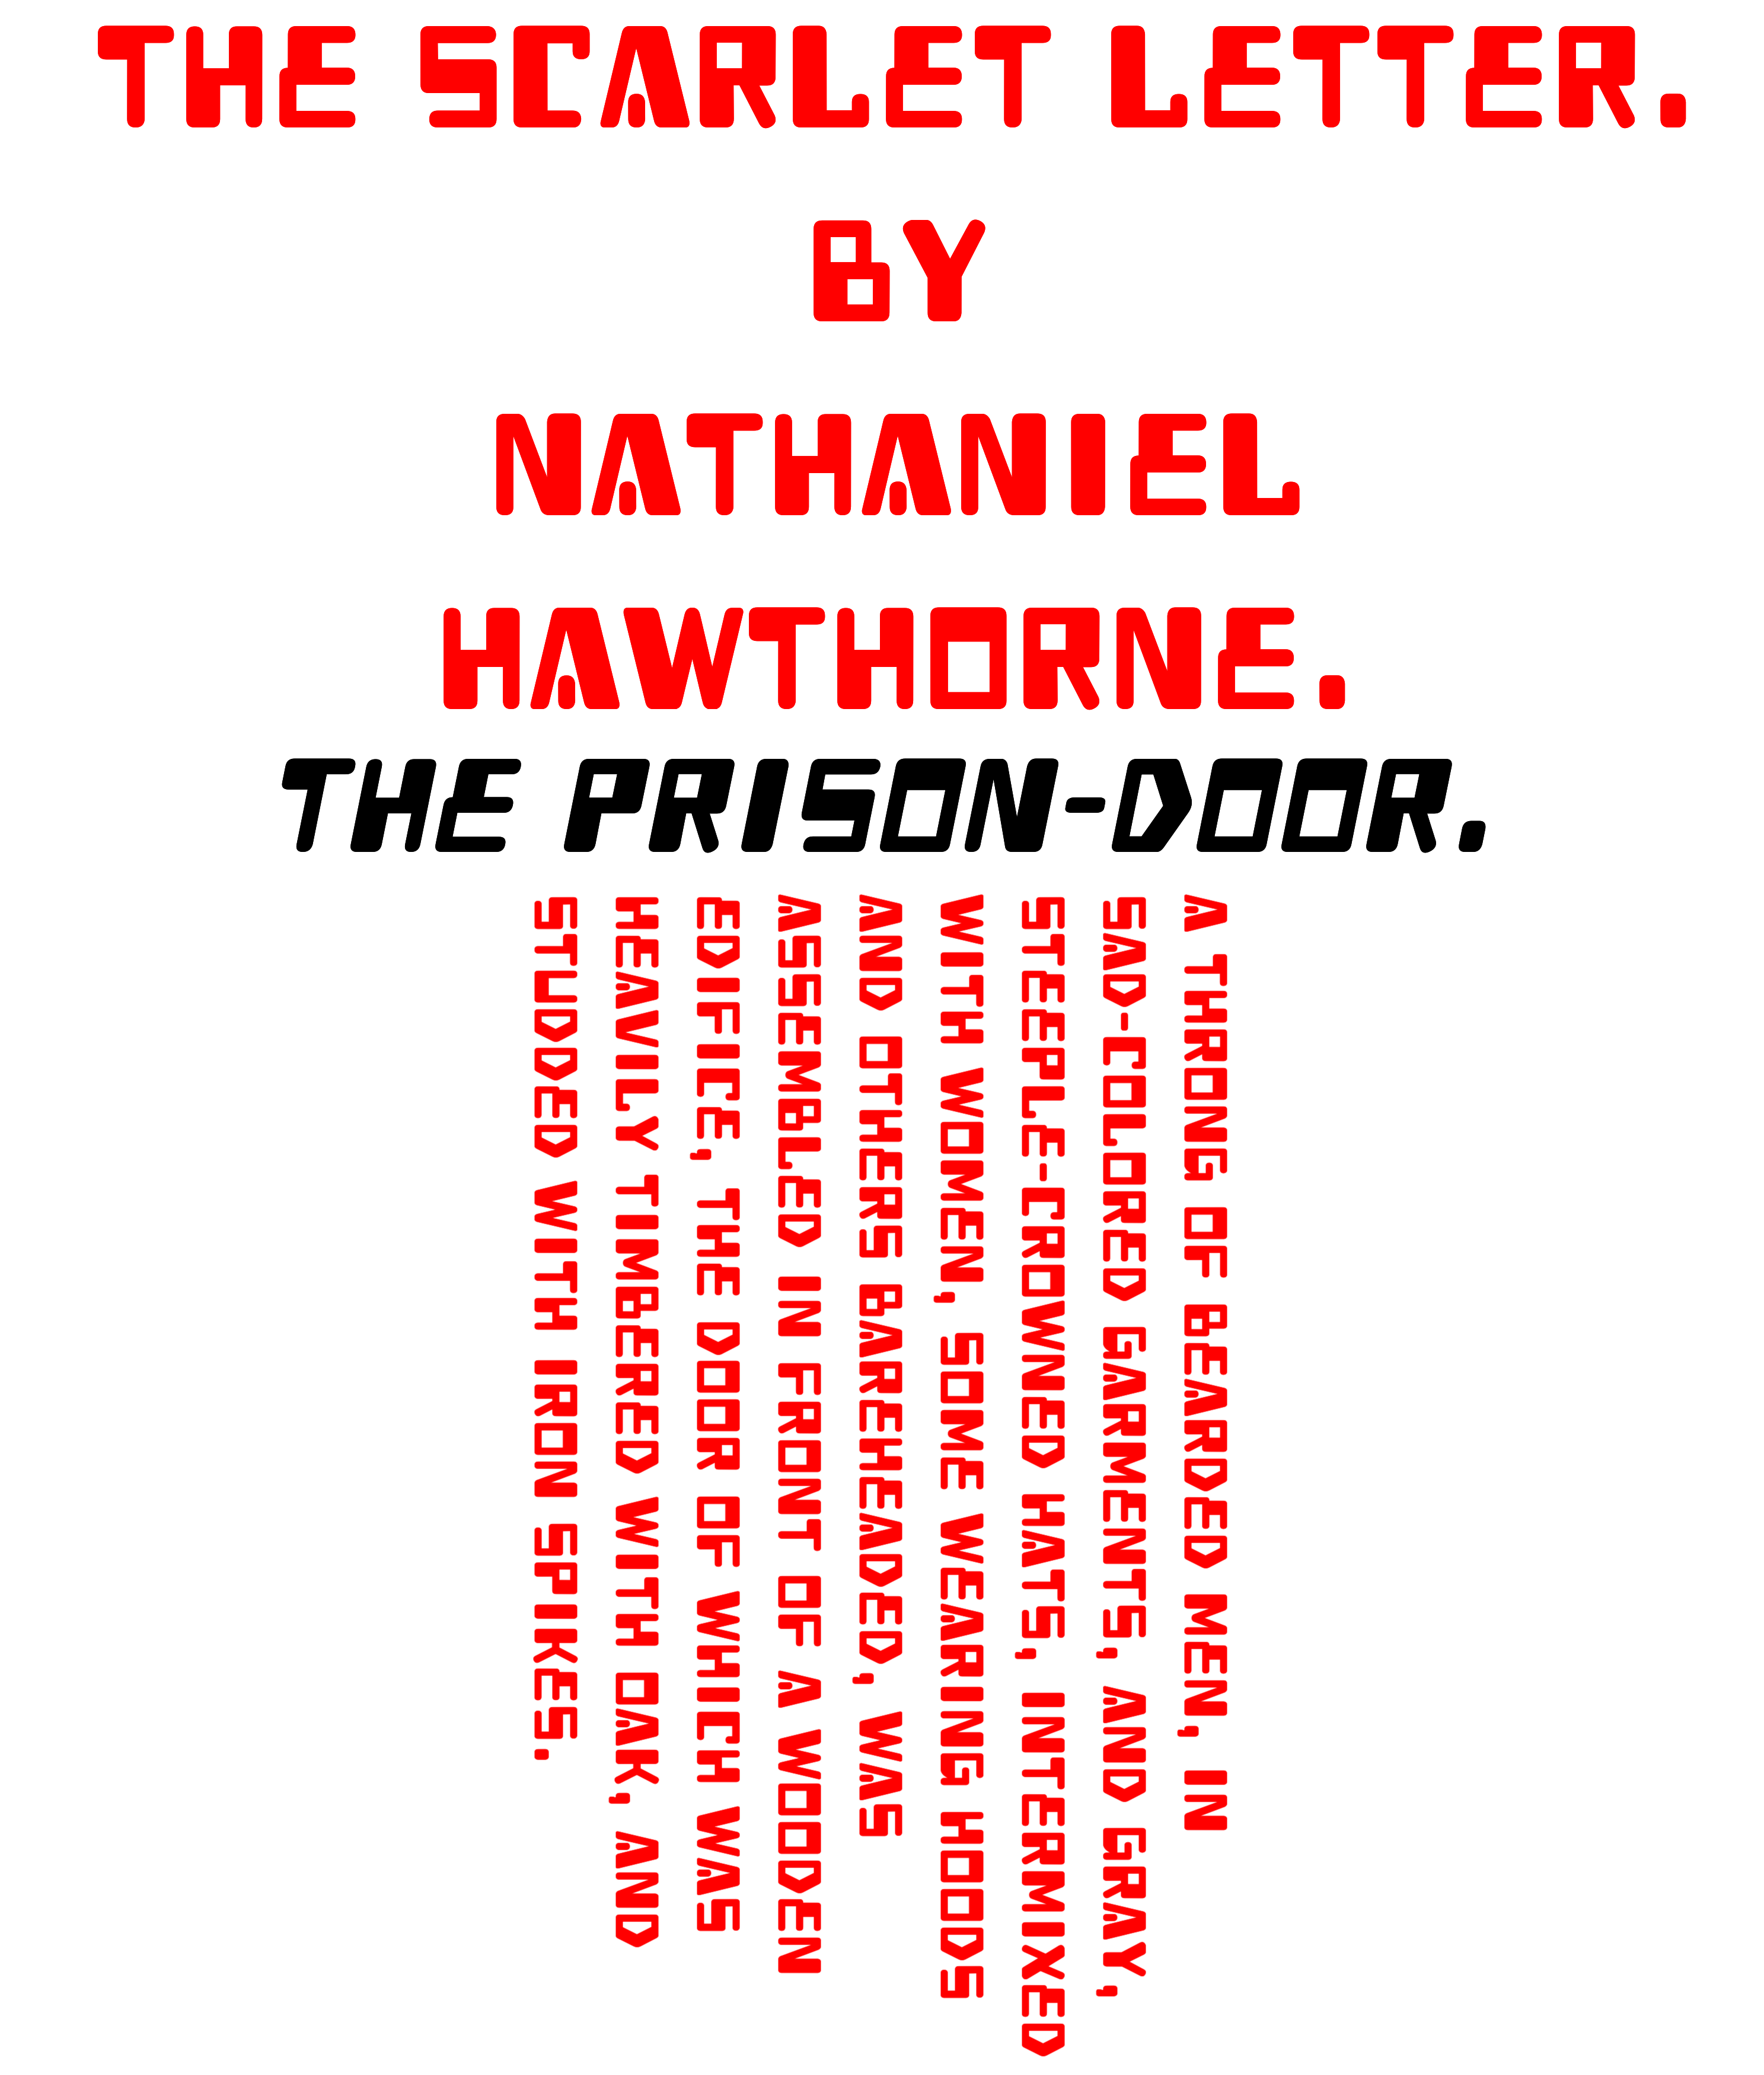 THE SCARLET LETTER.
BY
NATHANIEL
HAWTHORNE.
THE PRISON-DOOR.
A THRONG OF BEARDED MEN, IN
SAD-COLORED GARMENTS, AND GRAY,
STEEPLE-CROWNED HATS, INTERMIXED
WITH WOMEN, SOME WEARING HOODS
AND OTHERS BAREHEADED, WAS
ASSEMBLED IN FRONT OF A WOODEN
EDIFICE, THE DOOR OF WHICH WAS
HEAVILY TIMBERED WITH OAK, AND
STUDDED WITH IRON SPIKES.